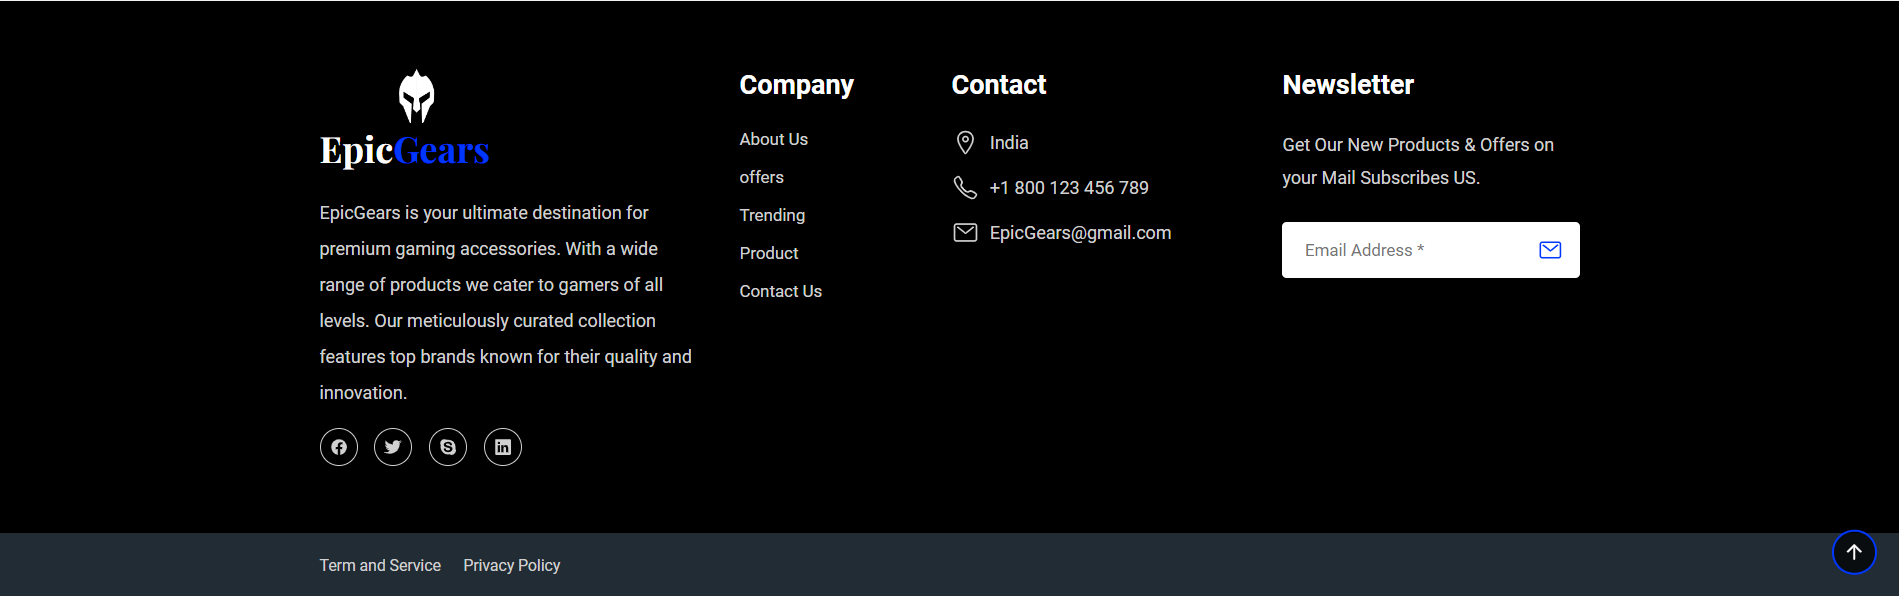 EpicGears
EpicGears is your ultimate destination for
premium gaming accessories. With a wide
range of products we cater to gamers of all
levels. Our meticulously curated collection
features top brands known for their quality and
innovation.
Company
About Us
offers
Trending
Product
Contact Us
Contact
India
+1 800 123 456 789
EpicGears@gmail.com
Newsletter
Get Our New Products & Offers on
your Mail Subscribes US.
Email Address *
Term and Service
Privacy Policy